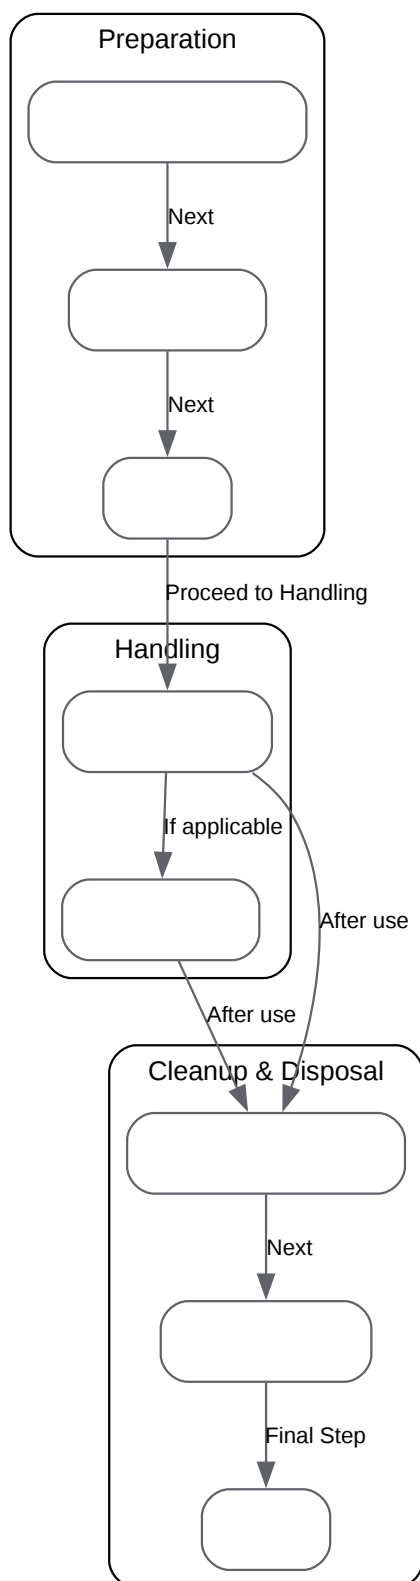 Preparation
Next
Next
Proceed to Handling
Handling
If applicable
After use
After use
Cleanup & Disposal
Next
Final Step